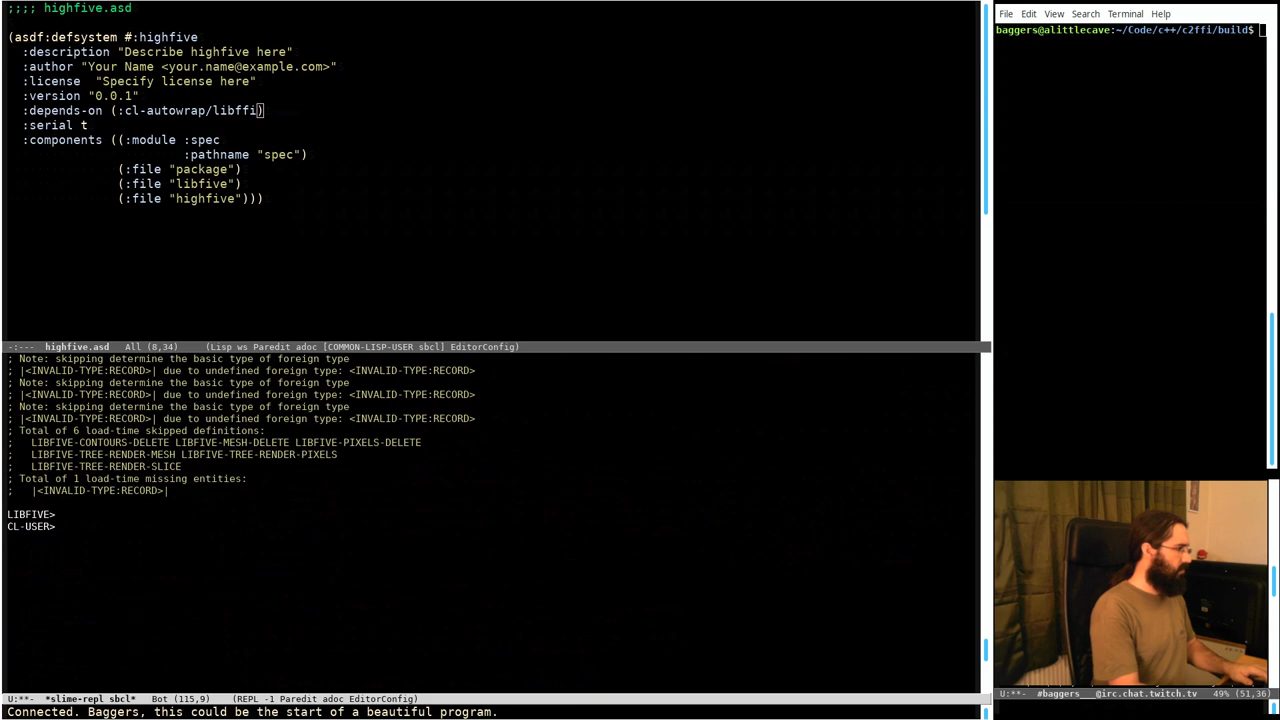 ;;;; highfive.asd
(asdf:defsystem #:highfive
  :description "Describe highfive here"
  :author "Your Name <your.name@example.com>"
  :license  "Specify license here"
  :version "0.0.1"
  :depends-on (:cl-autowrap/libffi)
  :serial t
  :components ((:module :spec
                        :pathname "spec")
               (:file "package")
               (:file "libfive")
               (:file "highfive")))
-:---  highfive.asd   All (8,34)     (Lisp ws Paredit adoc [COMMON-LISP-USER sbcl] EditorConfig)
; Note: skipping determine the basic type of foreign type
; |<INVALID-TYPE:RECORD>| due to undefined foreign type: <INVALID-TYPE:RECORD>
; Note: skipping determine the basic type of foreign type
; |<INVALID-TYPE:RECORD>| due to undefined foreign type: <INVALID-TYPE:RECORD>
; Note: skipping determine the basic type of foreign type
; |<INVALID-TYPE:RECORD>| due to undefined foreign type: <INVALID-TYPE:RECORD>
; Total of 6 load-time skipped definitions:
;   LIBFIVE-CONTOURS-DELETE LIBFIVE-MESH-DELETE LIBFIVE-PIXELS-DELETE
;   LIBFIVE-TREE-RENDER-MESH LIBFIVE-TREE-RENDER-PIXELS
;   LIBFIVE-TREE-RENDER-SLICE
; Total of 1 load-time missing entities:
;   |<INVALID-TYPE:RECORD>|
LIBFIVE>
CL-USER>
U:**-  *slime-repl sbcl*   Bot (115,9)    (REPL -1 Paredit adoc EditorConfig)
Connected. Baggers, this could be the start of a beautiful program.
File Edit View Search Terminal Help
baggers@alittlecave:~/Code/c++/c2ffi/build$
U:**-  #baggers___@irc.chat.twitch.tv   49% (51,36)